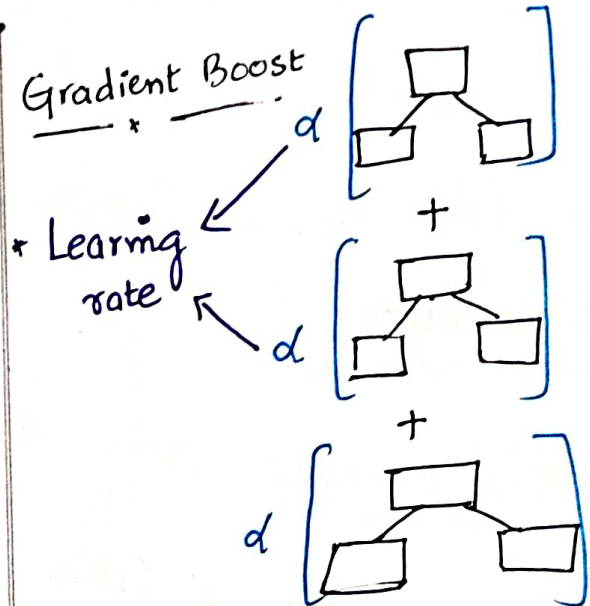 Gradient Boost
α
* Learning
rate
+
α
+
α